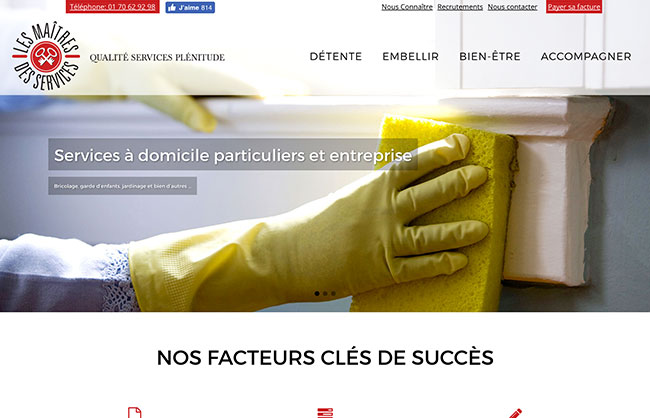 Téléphone: 01 70 62 92 98
J'aime 814
Nous Connaître
Recrutements
Nous contacter
Payer sa facture
LES MAÎTRES
DES SERVICES
QUALITÉ SERVICES PLÉNITUDE
DÉTENTE
EMBELLIR
BIEN-ÊTRE
ACCOMPAGNER
Services à domicile particuliers et entreprise
Bricolage, garde d'enfants, jardinage et bien d'autres ...
NOS FACTEURS CLÉS DE SUCCÈS